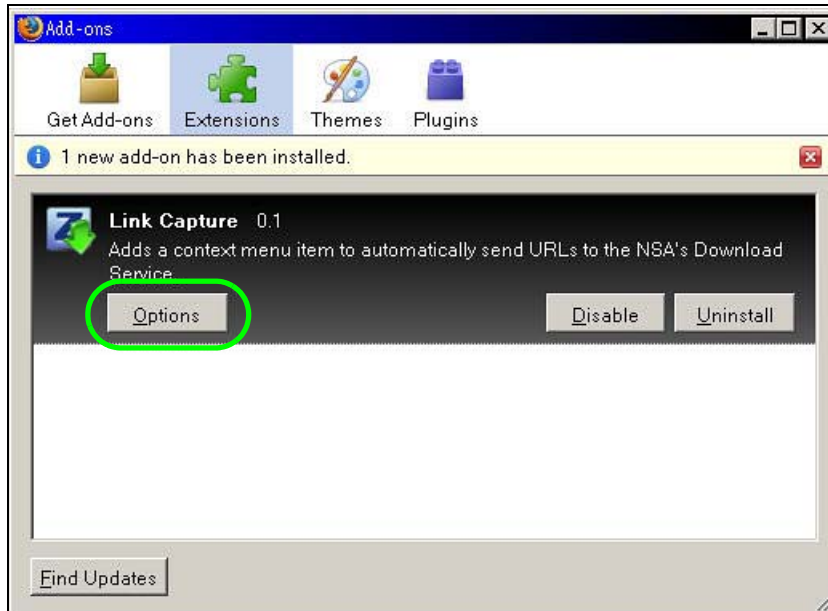 Add-ons
Get Add-ons Extensions Themes Plugins
1 new add-on has been installed.
Link Capture 0.1
Adds a context menu item to automatically send URLs to the NSA's Download
Service
Options Disable Uninstall
Find Updates